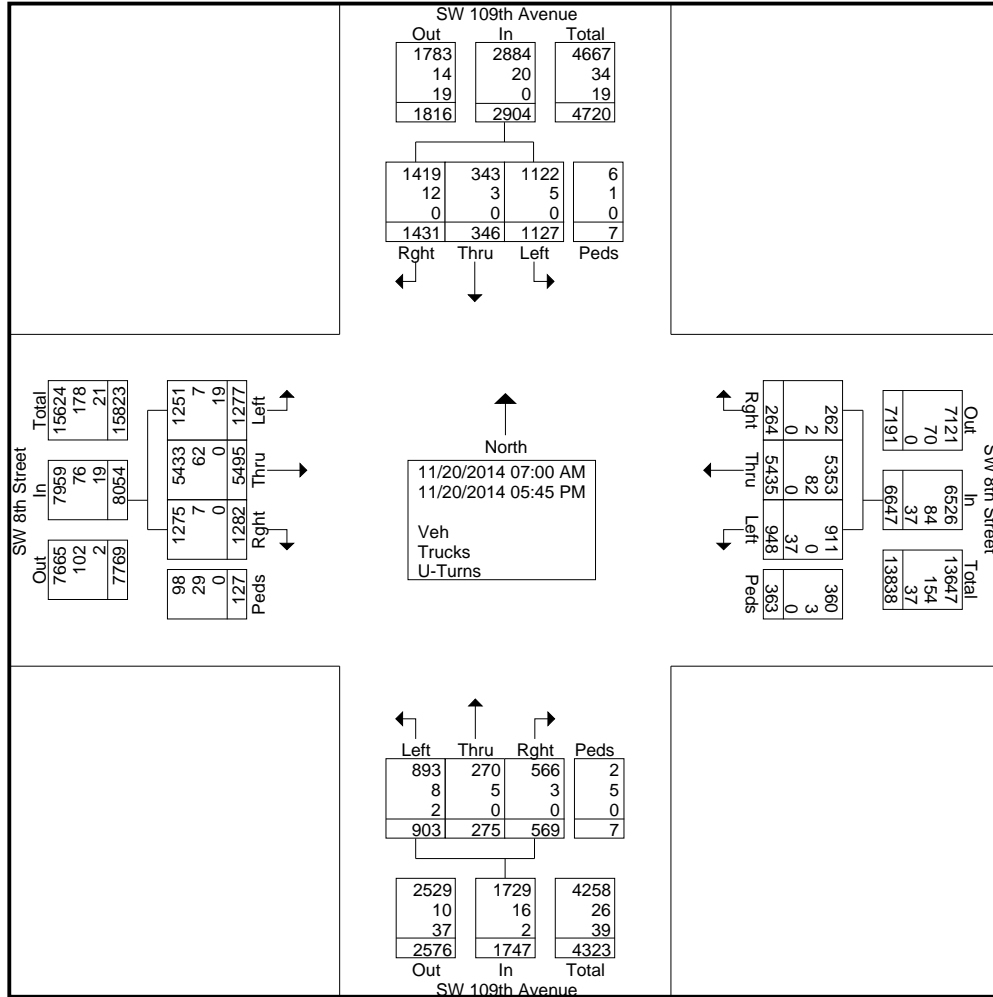 SW 109th Avenue
Out In Total
1783 2884 4667
14 20 34
19 0 19
1816 2904 4720
1419 343 1122 6
12 3 5 1
0 0 0 0
1431 346 1127 7
Rght Thru Left Peds
SW 8th Street
Total
15624
178
21
15823
In
7959
76
19
8054
Out
7665
102
2
7769
1251
7
19
1277
Left
5433
62
0
5495
Thru
1275
7
0
1282
Rght
98
29
0
127
Peds
North
11/20/2014 07:00 AM
11/20/2014 05:45 PM
Veh
Trucks
U-Turns
Rght
264
0
2
262
Thru
5435
0
82
5353
Left
948
37
0
911
Peds
363
0
3
360
Out
7121
70
0
7191
In
6526
84
37
6647
Total
13647
154
37
13838
SW 8th Street
Left Thru Rght Peds
893 270 566 2
8 5 3 5
2 0 0 0
903 275 569 7
2529 1729 4258
10 16 26
37 2 39
2576 1747 4323
Out In Total
SW 109th Avenue